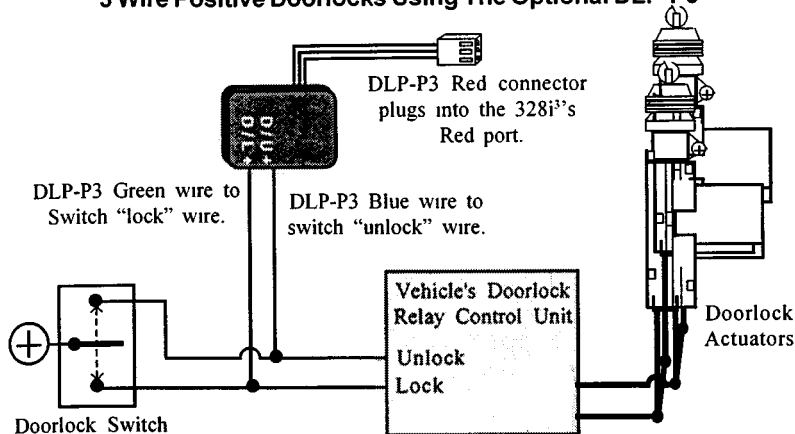 3 Wire Positive Doorlocks Using The Optional DLP-P3
DLP-P3 Red connector
plugs into the 328i³'s
Red port.
D/L+
D/U+
DLP-P3 Green wire to
Switch “lock” wire.
DLP-P3 Blue wire to
switch “unlock” wire.
Vehicle's Doorlock
Relay Control Unit
Unlock
Lock
Doorlock
Actuators
Doorlock Switch